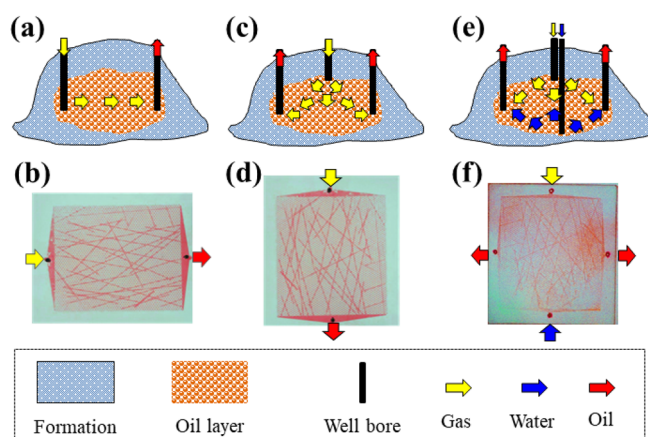 (a)
(c)
(e)
(b)
(d)
(f)
Formation
Oil layer
Well bore
Gas
Water
Oil